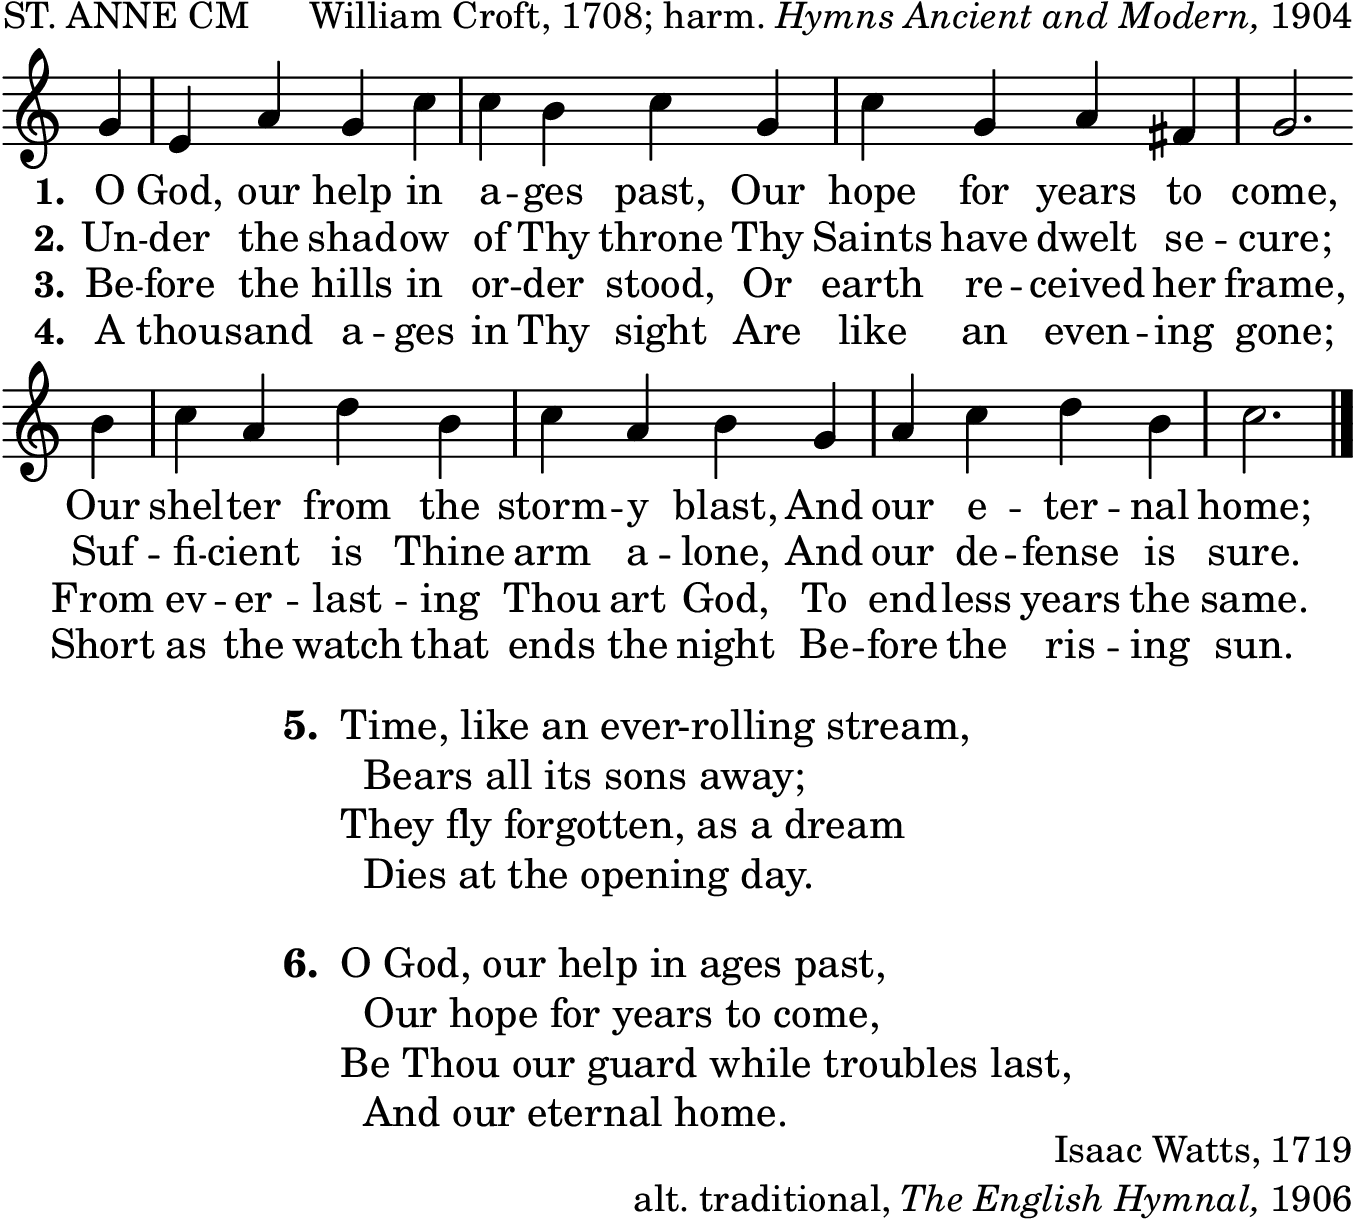 ST. ANNE CM William Croft, 1708; harm. Hymns Ancient and Modern, 1904
1. O God, our help in a -- ges past, Our hope for years to come,
2. Un -- der the shadow of Thy throne Thy Saints have dwelt se -- cure;
3. Be -- fore the hills in or -- der stood, Or earth re -- ceived her frame,
4. A thousand a -- ges in Thy sight Are like an even -- ing gone;
Our shelter from the storm -- y blast, And our e -- ter -- nal home;
Suf -- fi -- cient is Thine arm a -- lone, And our de -- fense is sure.
From ev -- er -- last -- ing Thou art God, To endless years the same.
Short as the watch that ends the night Be -- fore the ris -- ing sun.
5. Time, like an ever-rolling stream,
Bears all its sons away;
They fly forgotten, as a dream
Dies at the opening day.
6. O God, our help in ages past,
Our hope for years to come,
Be Thou our guard while troubles last,
And our eternal home.
Isaac Watts, 1719
alt. traditional, The English Hymnal, 1906